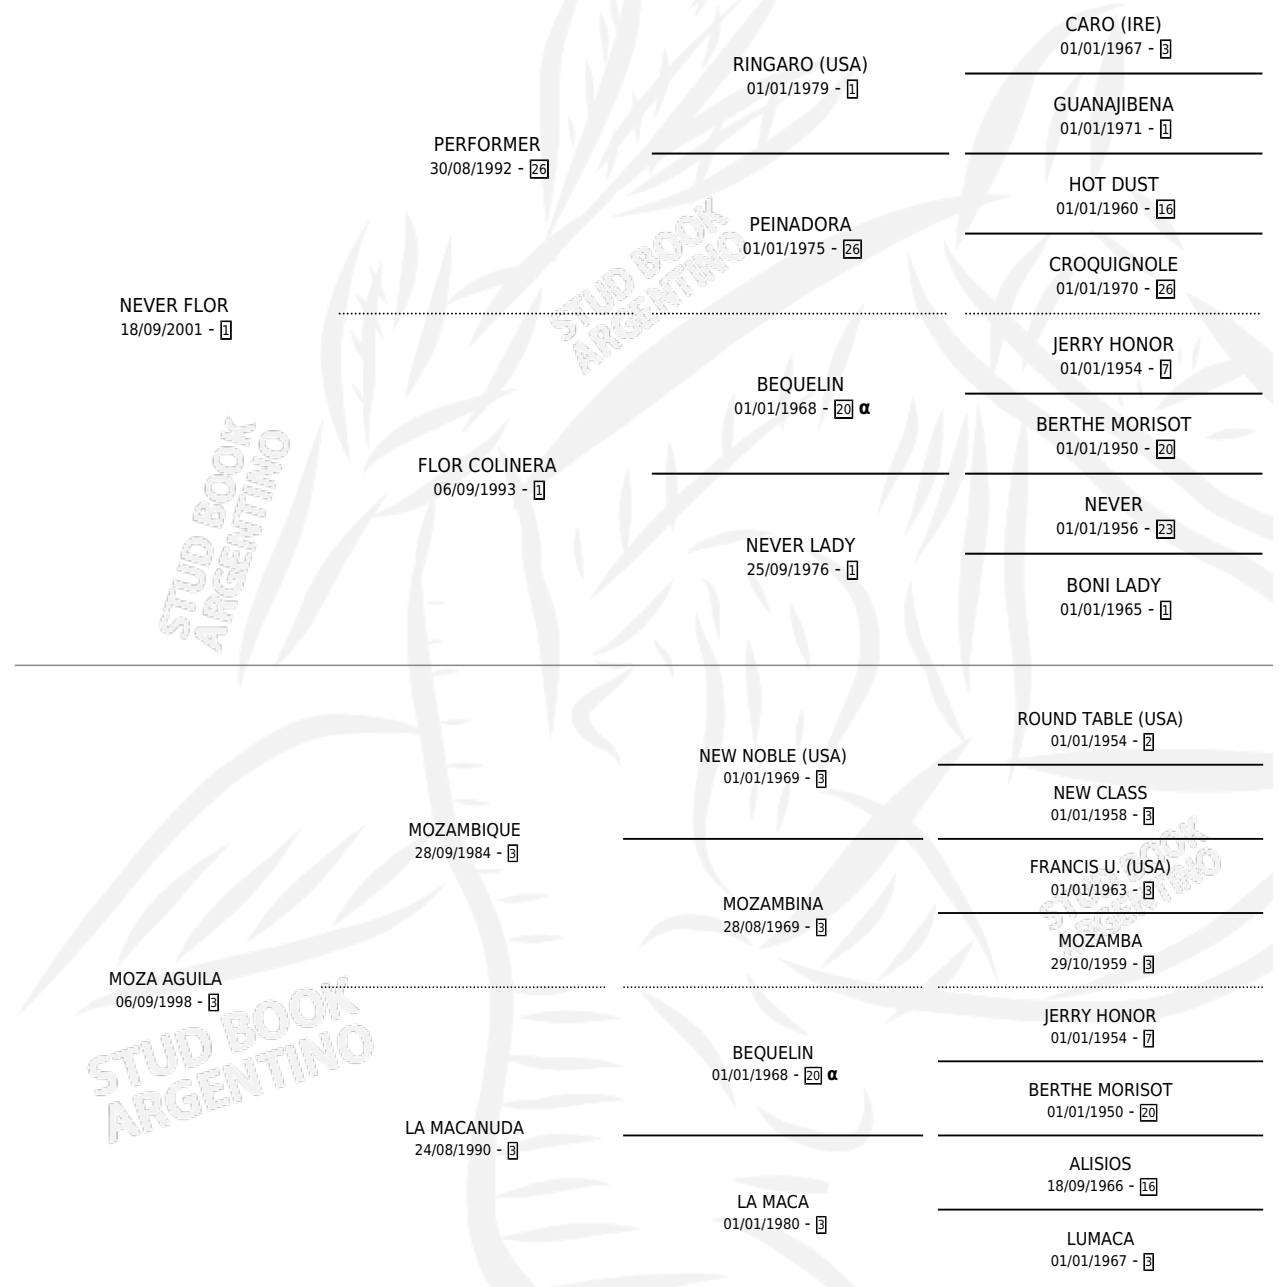 NEVER FLOR
18/09/2001 - 1
PERFORMER
30/08/1992 - 26
FLOR COLINERA
06/09/1993 - 1
RINGARO (USA)
01/01/1979 - 1
PEINADORA
01/01/1975 - 26
BEQUELIN
01/01/1968 - 20 α
NEVER LADY
25/09/1976 - 1
CARO (IRE)
01/01/1967 - 3
GUANAJIBENA
01/01/1971 - 1
HOT DUST
01/01/1960 - 16
CROQUIGNOLE
01/01/1970 - 26
JERRY HONOR
01/01/1954 - 7
BERTHE MORISOT
01/01/1950 - 20
NEVER
01/01/1956 - 23
BONI LADY
01/01/1965 - 1
MOZA AGUILA
06/09/1998 - 3
MOZAMBIQUE
28/09/1984 - 3
LA MACANUDA
24/08/1990 - 3
NEW NOBLE (USA)
01/01/1969 - 3
MOZAMBINA
28/08/1969 - 3
BEQUELIN
01/01/1968 - 20 α
LA MACA
01/01/1980 - 3
ROUND TABLE (USA)
01/01/1954 - 2
NEW CLASS
01/01/1958 - 3
FRANCIS U. (USA)
01/01/1963 - 3
MOZAMBA
29/10/1959 - 3
JERRY HONOR
01/01/1954 - 7
BERTHE MORISOT
01/01/1950 - 20
ALISIOS
18/09/1966 - 16
LUMACA
01/01/1967 - 3
STUD BOOK
ARGENTINO
STUD BOOK
ARGENTINO
STUD BOOK
ARGENTINO
STUD BOOK
ARGENTINO